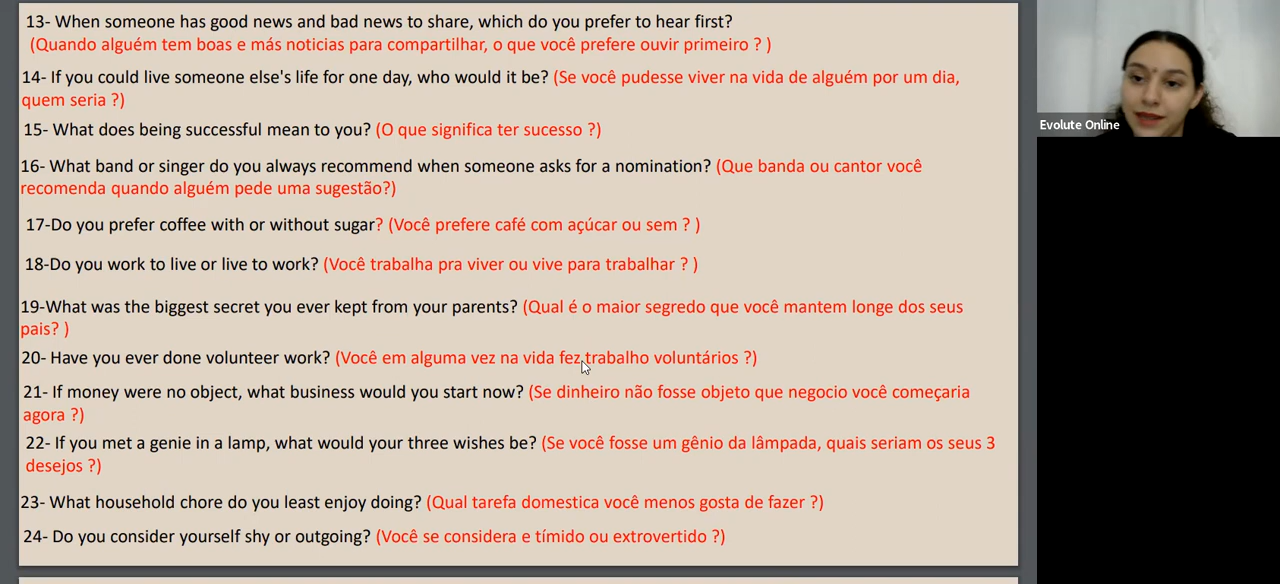 13- When someone has good news and bad news to share, which do you prefer to hear first?
(Quando alguém tem boas e más noticias para compartilhar, o que você prefere ouvir primeiro ? )
14- If you could live someone else's life for one day, who would it be? (Se você pudesse viver na vida de alguém por um dia,
quem seria ?)
15- What does being successful mean to you? (O que significa ter sucesso ?)
16- What band or singer do you always recommend when someone asks for a nomination? (Que banda ou cantor você
recomenda quando alguém pede uma sugestão?)
17-Do you prefer coffee with or without sugar? (Você prefere café com açúcar ou sem ? )
18-Do you work to live or live to work? (Você trabalha pra viver ou vive para trabalhar ? )
19-What was the biggest secret you ever kept from your parents? (Qual é o maior segredo que você mantem longe dos seus
pais? )
20- Have you ever done volunteer work? (Você em alguma vez na vida fez trabalho voluntários ?)
21- If money were no object, what business would you start now? (Se dinheiro não fosse objeto que negocio você começaria
agora ?)
22- If you met a genie in a lamp, what would your three wishes be? (Se você fosse um gênio da lâmpada, quais seriam os seus 3
desejos ?)
23- What household chore do you least enjoy doing? (Qual tarefa domestica você menos gosta de fazer ?)
24- Do you consider yourself shy or outgoing? (Você se considera e tímido ou extrovertido ?)
Evolute Online